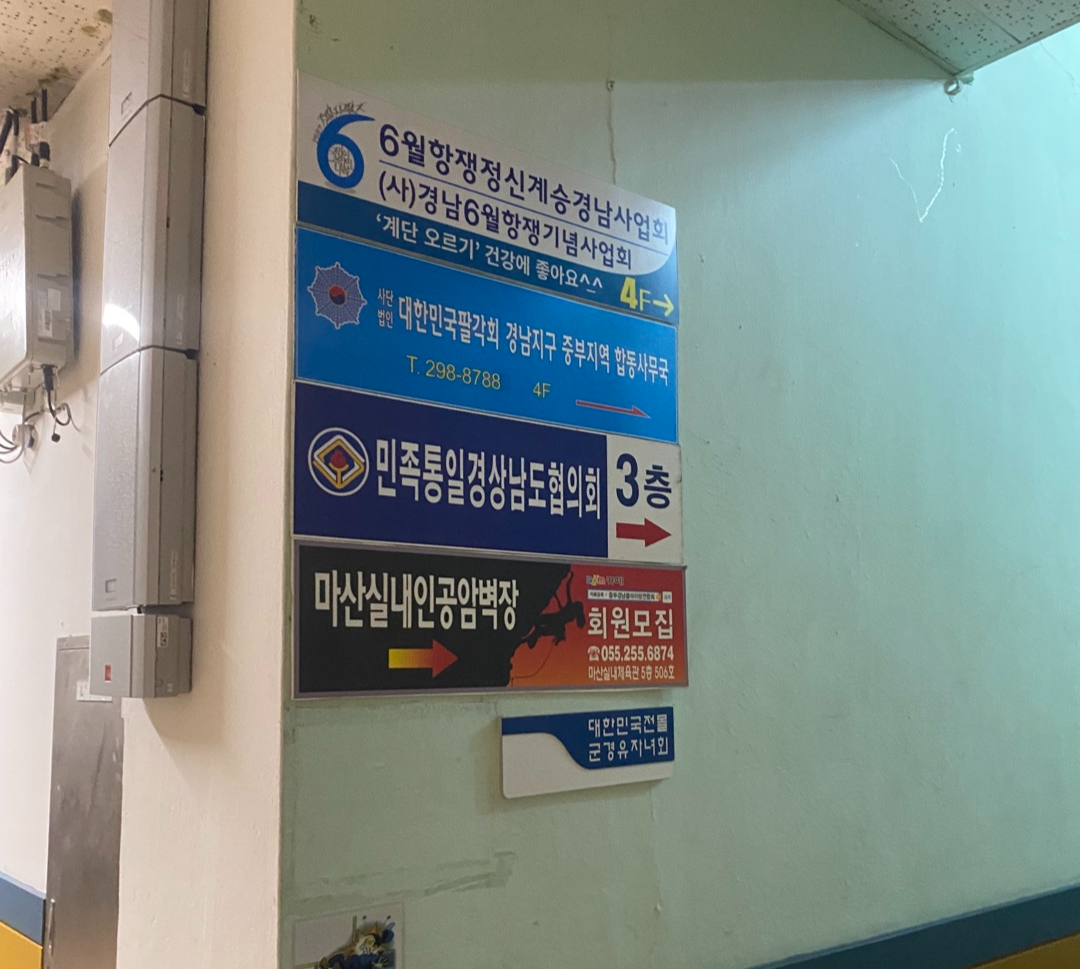 6
6월항쟁정신계승경남사업회
(사)경남6월항쟁기념사업회
'계단 오르기' 건강에 좋아요^^
4F→
사단
법인
대한민국팔각회 경남지구 중부지역 합동사무국
T. 298-8788 4F
민족통일경상남도협의회
3층
마산실내인공암벽장
회원모집
☎055.255.6874
마산실내체육관 5층 506호
대한민국전몰
군경유자녀회